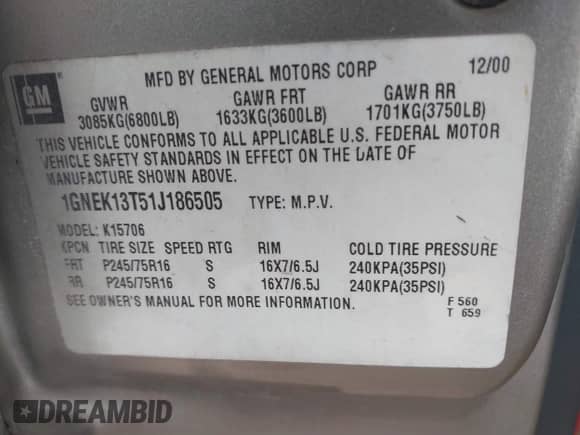 GM
MFD BY GENERAL MOTORS CORP 12/00
GVWR GAWR FRT GAWR RR
3085KG(6800LB) 1633KG(3600LB) 1701KG(3750LB)
THIS VEHICLE CONFORMS TO ALL APPLICABLE U.S. FEDERAL MOTOR
VEHICLE SAFETY STANDARDS IN EFFECT ON THE DATE OF
MANUFACTURE SHOWN ABOVE.
1GNEK13T51J186505 TYPE: M.P.V.
MODEL: K15706
KPCN TIRE SIZE SPEED RTG RIM COLD TIRE PRESSURE
FRT P245/75R16 S 16X7/6.5J 240KPA(35PSI)
RR P245/75R16 S 16X7/6.5J 240KPA(35PSI)
SEE OWNER'S MANUAL FOR MORE INFORMATION.
F 560
T 659
DREAMBID